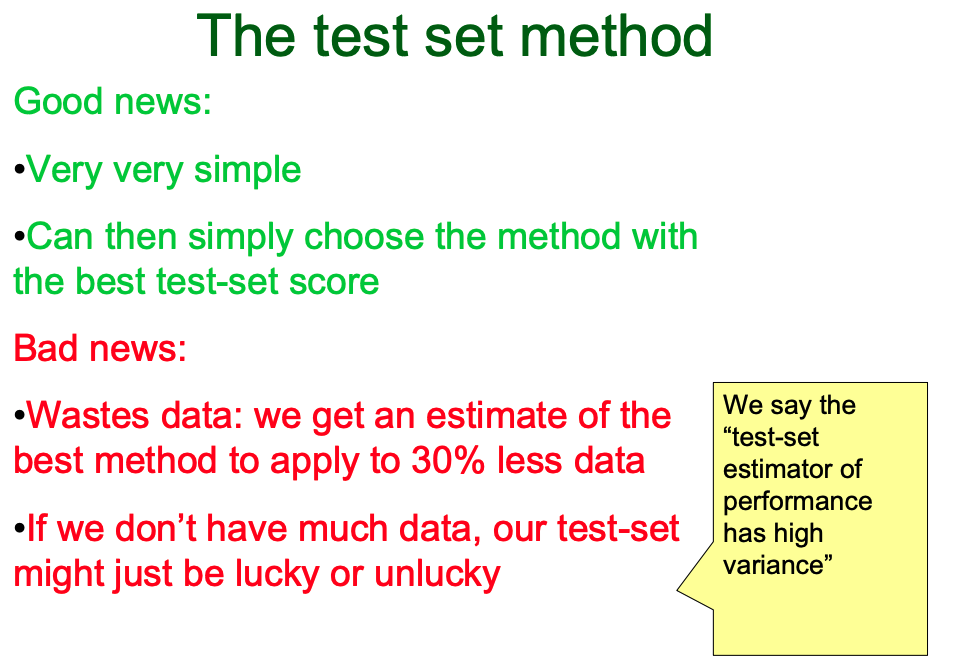 The test set method
Good news:
•Very very simple
•Can then simply choose the method with
the best test-set score
Bad news:
•Wastes data: we get an estimate of the
best method to apply to 30% less data
•If we don’t have much data, our test-set
might just be lucky or unlucky
We say the
“test-set
estimator of
performance
has high
variance”